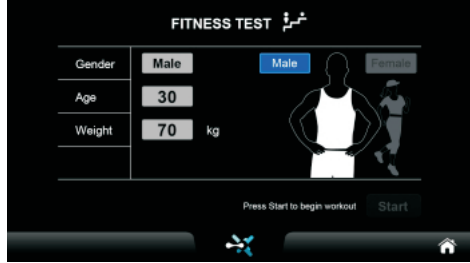 FITNESS TEST
Gender Male Male Female
Age 30
Weight 70 kg
Press Start to begin workout Start